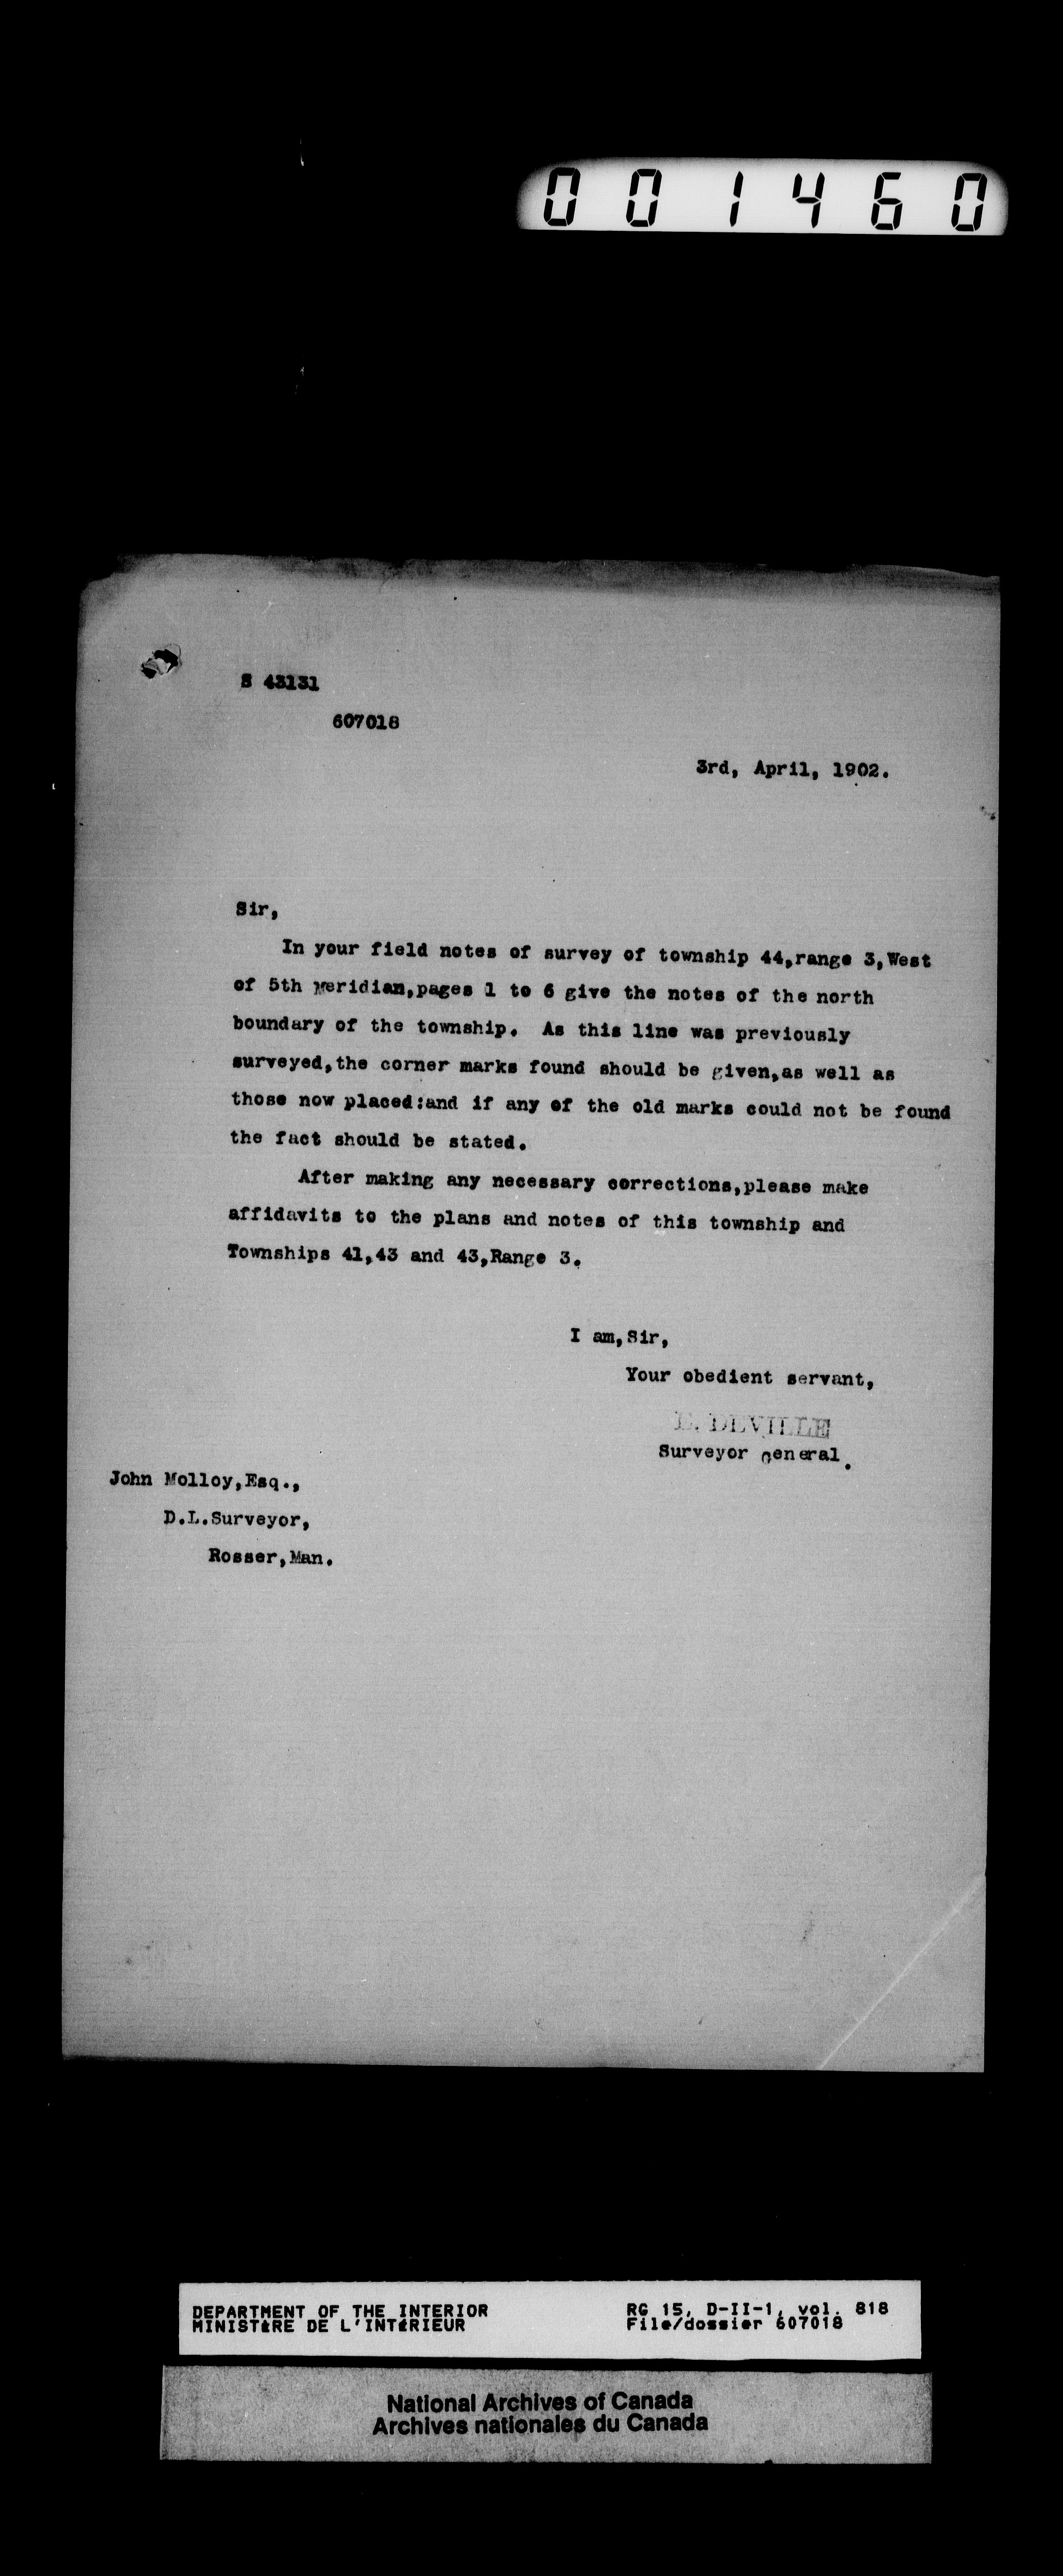 001460
S 43131
607018
3rd, April, 1902.
Sir,
In your field notes of survey of township 44,range 3,West
of 5th Meridian,pages 1 to 6 give the notes of the north
boundary of the township. As this line was previously
surveyed,the corner marks found should be given,as well as
those now placed:and if any of the old marks could not be found
the fact should be stated.
After making any necessary corrections,please make
affidavits to the plans and notes of this township and
Townships 41,43 and 43,Range 3.
I am,Sir,
Your obedient servant,
E. DEVILLE
Surveyor General.
John Molloy,Esq.,
D.L.Surveyor,
Rosser,Man.
DEPARTMENT OF THE INTERIOR RG 15, D-II-1, vol. 818
MINISTÈRE DE L'INTÉRIEUR File/dossier 607018
National Archives of Canada
Archives nationales du Canada